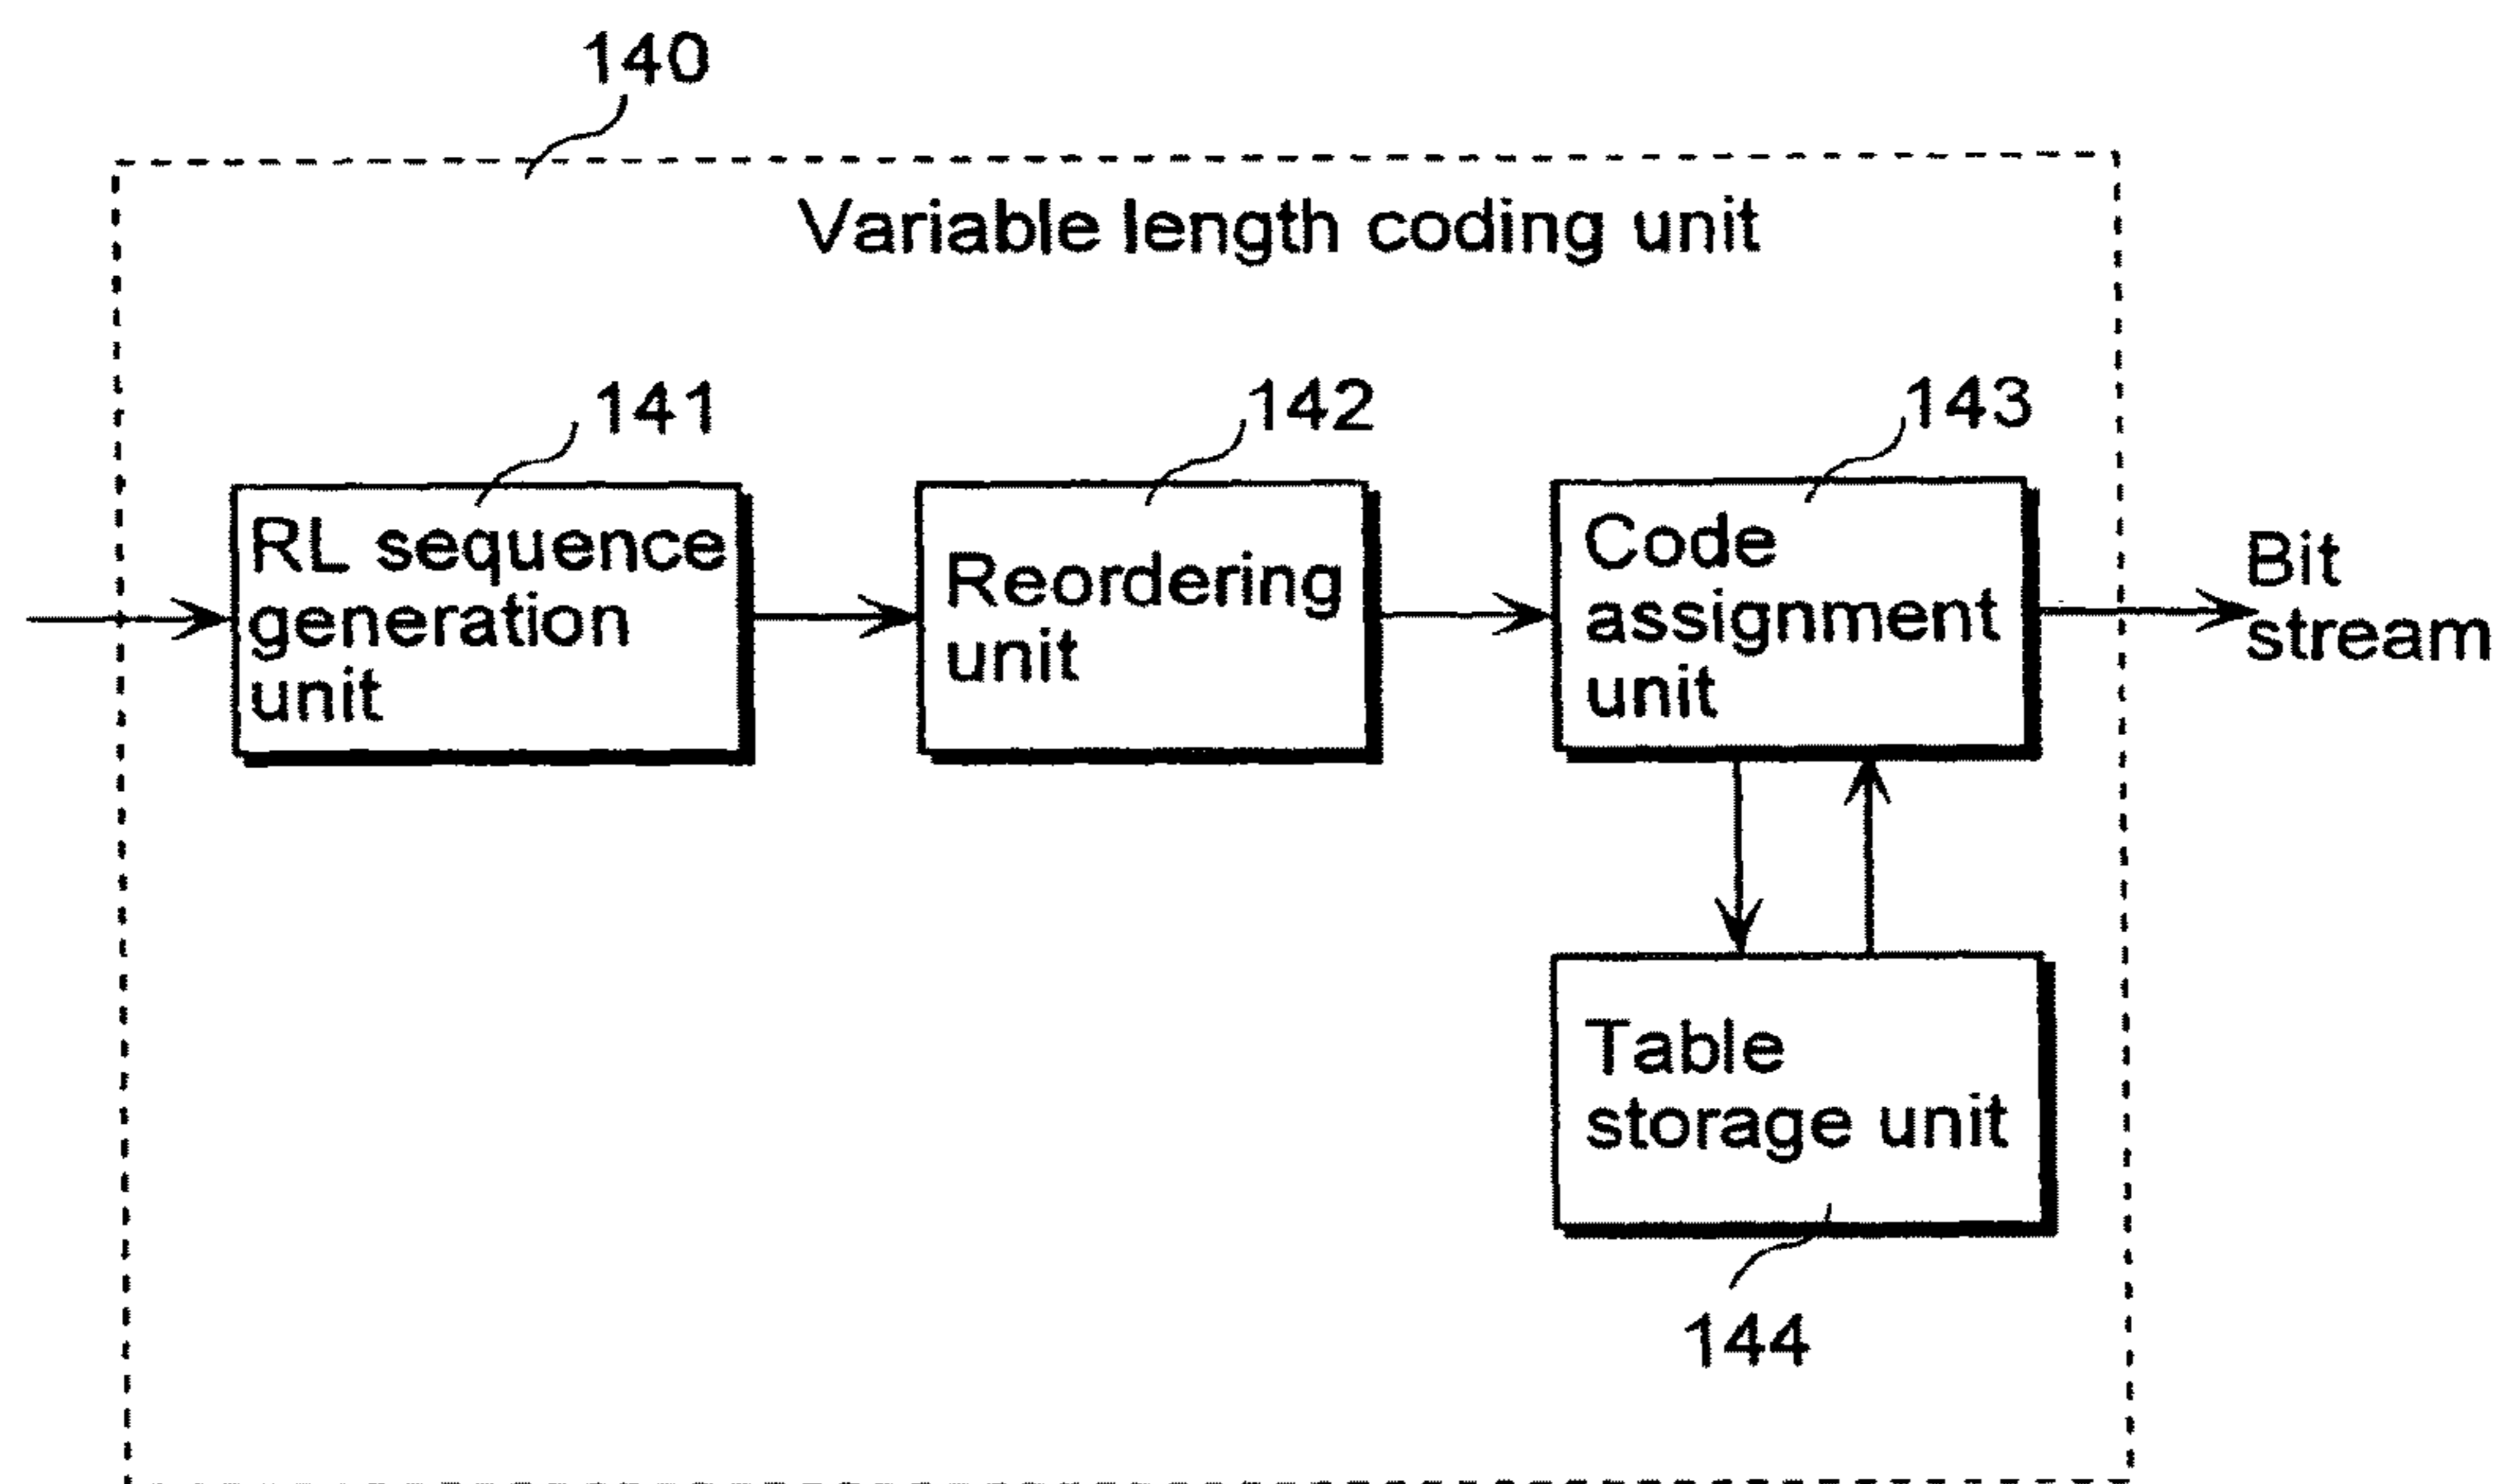 140
Variable length coding unit
141
142
143
RL sequence
generation
unit
Reordering
unit
Code
assignment
unit
Bit
stream
Table
storage unit
144